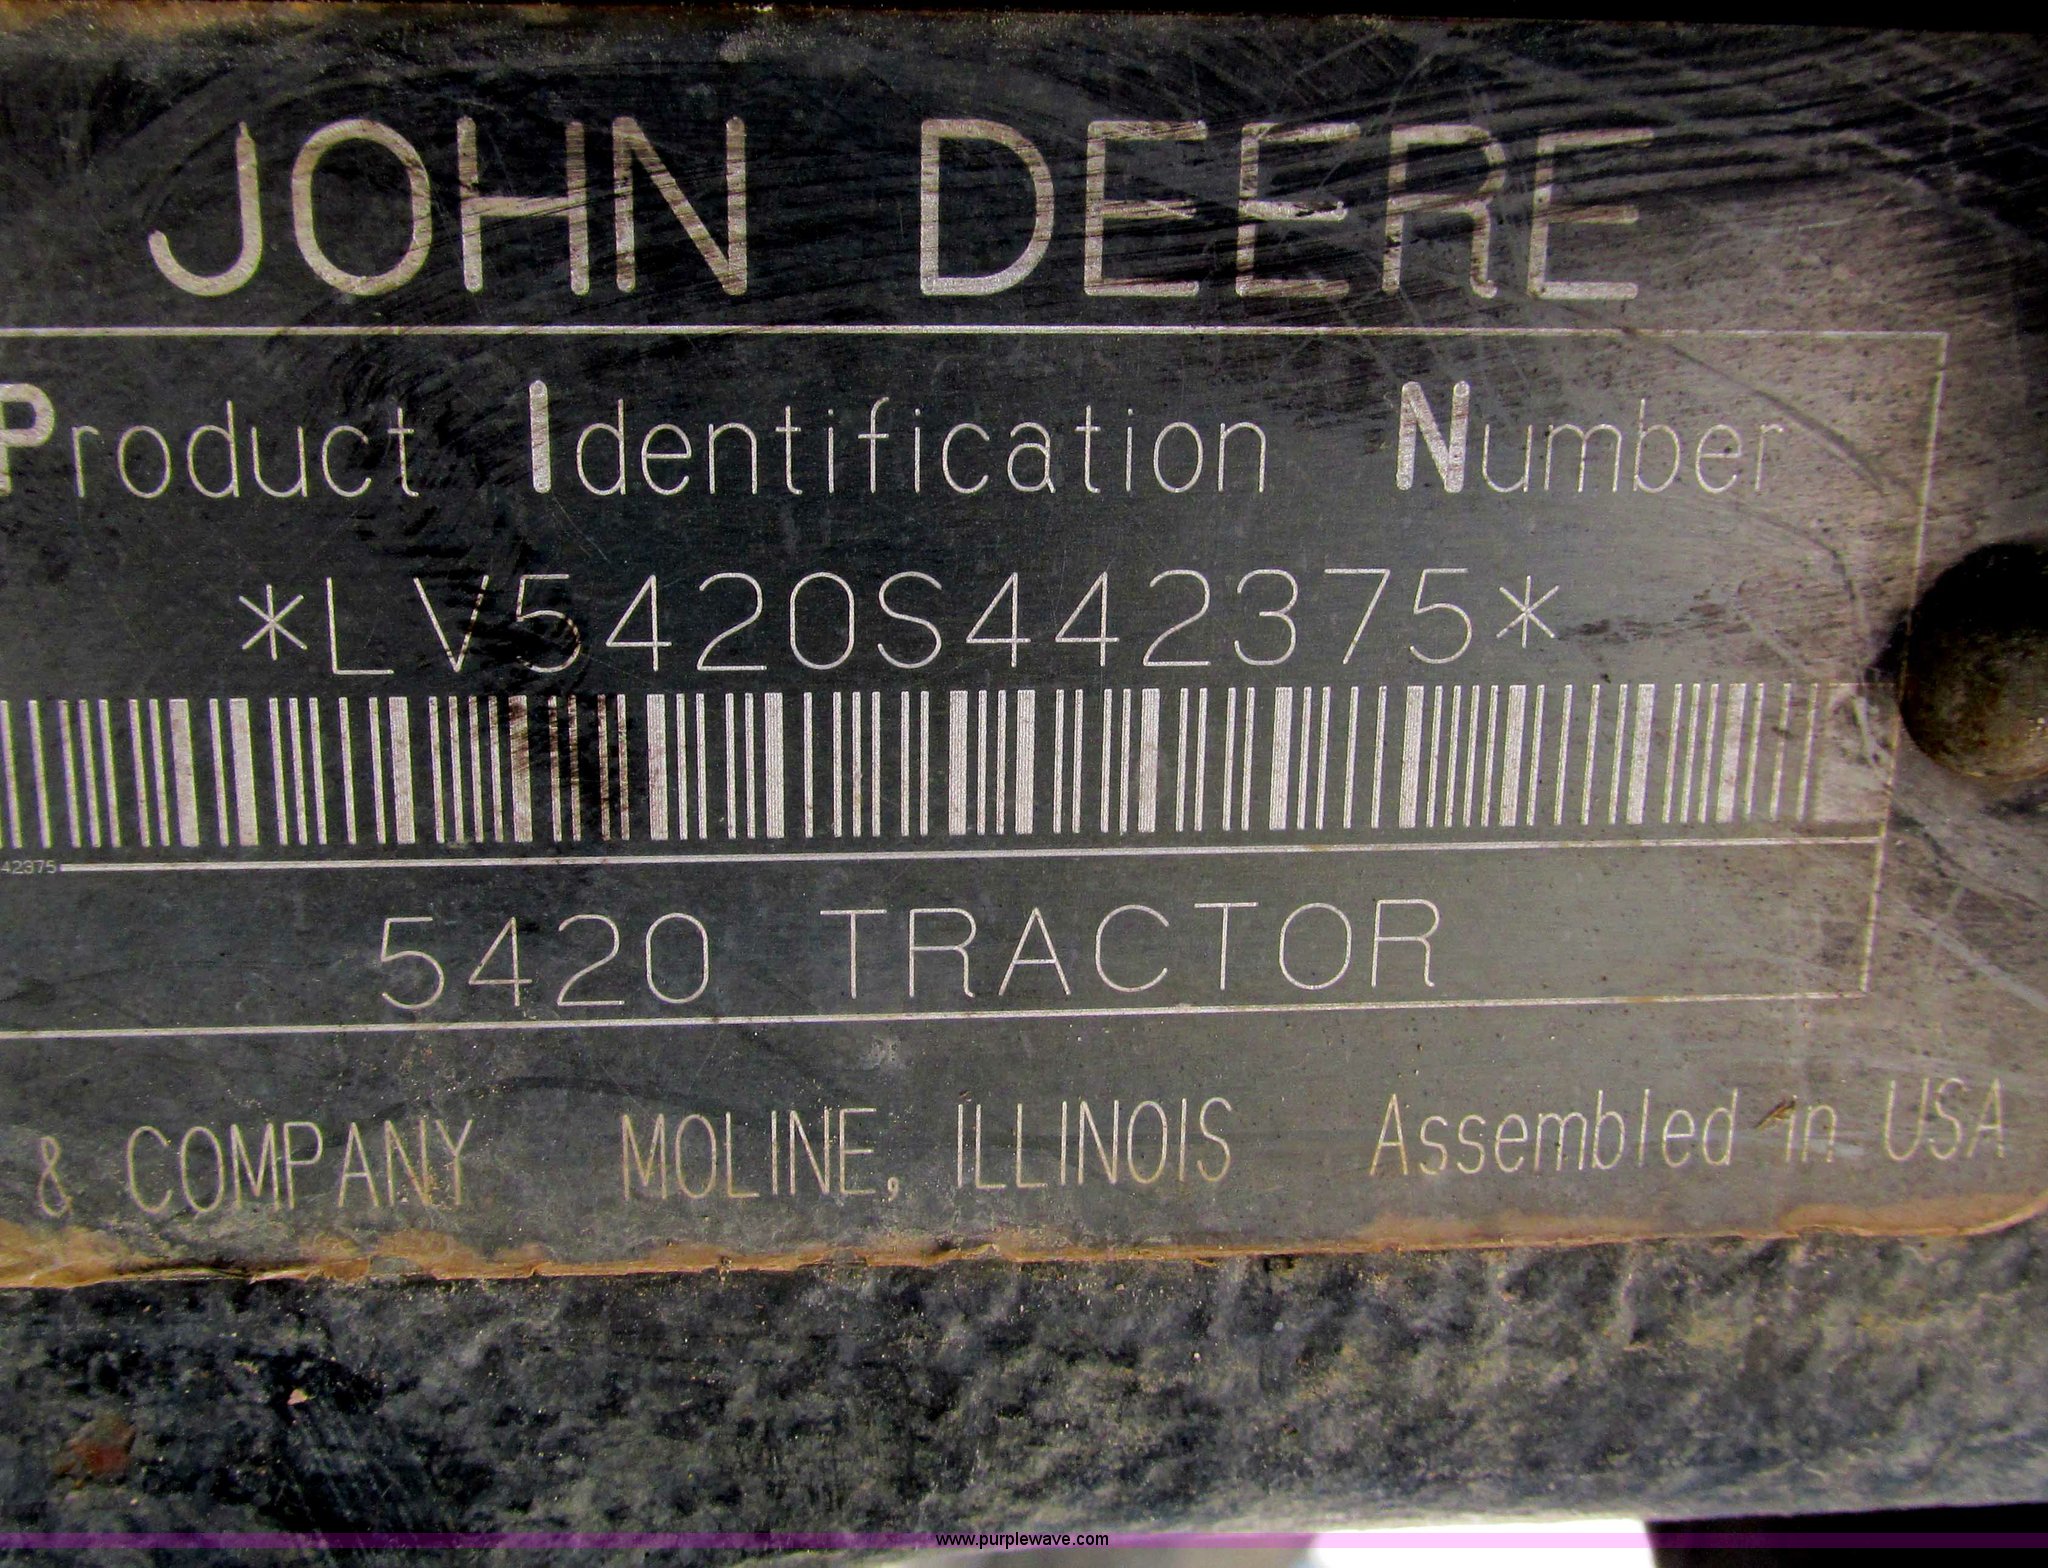 JOHN DEERE
Product Identification Number
*LV5420S442375*
42375
5420 TRACTOR
& COMPANY MOLINE, ILLINOIS Assembled in USA
www.purplewave.com